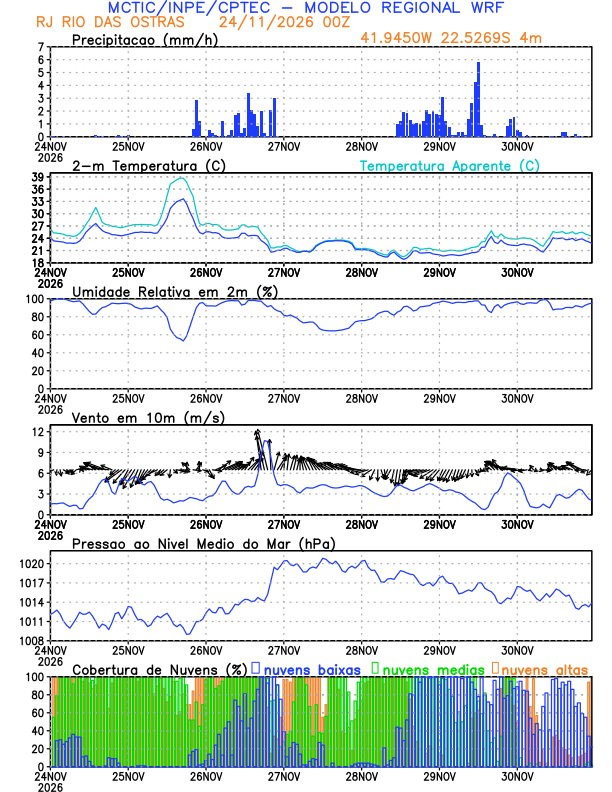 MCTIC/INPE/CPTEC – MODELO REGIONAL WRF
RJ RIO DAS OSTRAS 24/11/2026 00Z
Precipitacao (mm/h)
41.9450W 22.5269S 4m
7
6
5
4
3
2
1
0
24NOV 25NOV 26NOV 27NOV 28NOV 29NOV 30NOV
2026
2-m Temperatura (C)
Temperatura Aparente (C)
39
36
33
30
27
24
21
18
24NOV 25NOV 26NOV 27NOV 28NOV 29NOV 30NOV
2026
Umidade Relativa em 2m (%)
100
80
60
40
20
0
24NOV 25NOV 26NOV 27NOV 28NOV 29NOV 30NOV
2026
Vento em 10m (m/s)
12
9
6
3
0
24NOV 25NOV 26NOV 27NOV 28NOV 29NOV 30NOV
2026
Pressao ao Nivel Medio do Mar (hPa)
1020
1017
1014
1011
1008
24NOV 25NOV 26NOV 27NOV 28NOV 29NOV 30NOV
2026
Cobertura de Nuvens (%) nuvens baixas nuvens medias nuvens altas
100
80
60
40
20
0
24NOV 25NOV 26NOV 27NOV 28NOV 29NOV 30NOV
2026